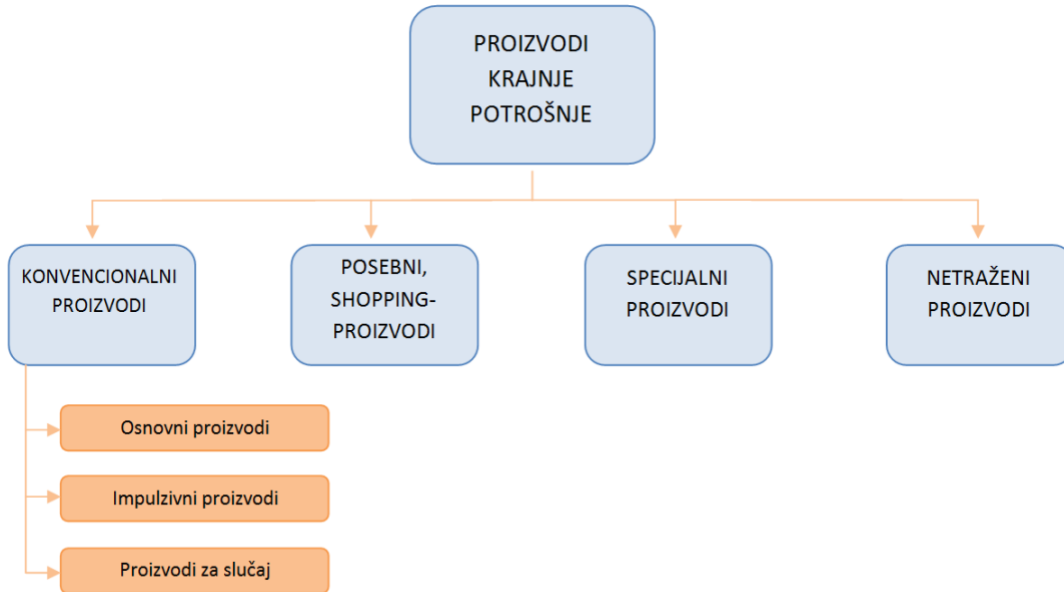 PROIZVODI
KRAJNJE
POTROŠNJE
KONVENCIONALNI
PROIZVODI
POSEBNI,
SHOPPING-
PROIZVODI
SPECIJALNI
PROIZVODI
NETRAŽENI
PROIZVODI
Osnovni proizvodi
Impulzivni proizvodi
Proizvodi za slučaj